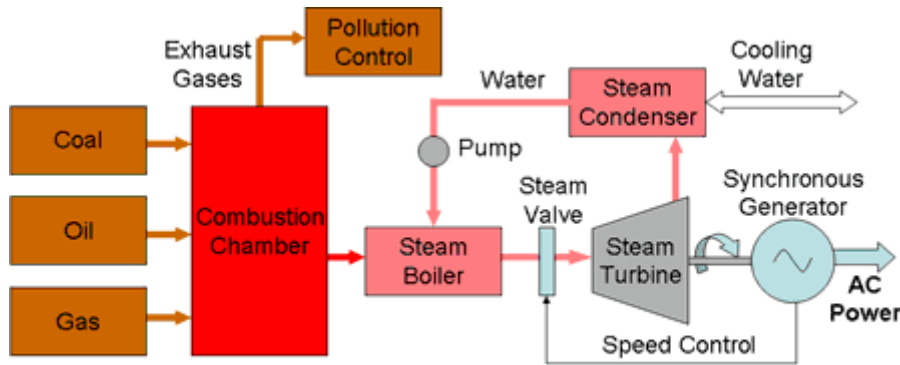 Pollution
Control
Exhaust
Gases
Cooling
Water
Water
Steam
Condenser
Coal
Pump
Steam
Valve
Synchronous
Generator
Oil
Combustion
Chamber
Steam
Boiler
Steam
Turbine
AC
Power
Gas
Speed Control